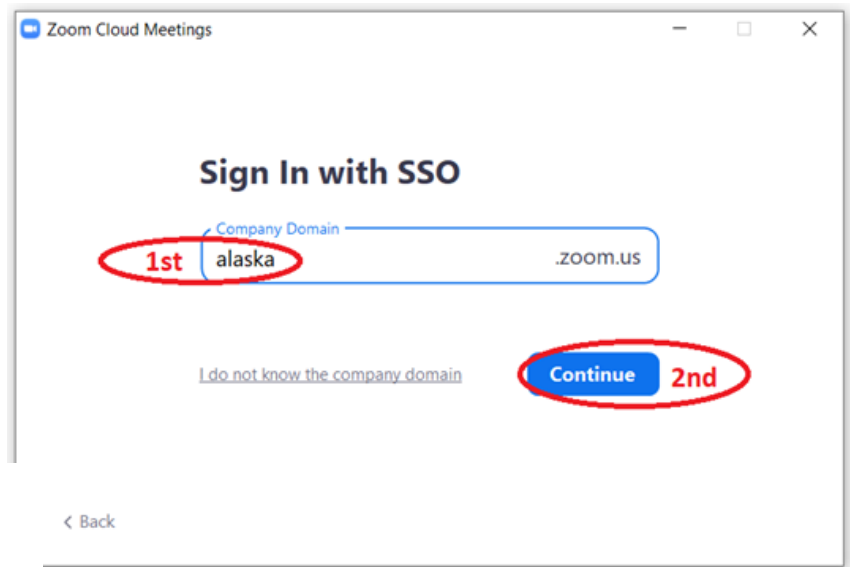 Zoom Cloud Meetings
Sign In with SSO
Company Domain
1st alaska .zoom.us
I do not know the company domain Continue 2nd
< Back